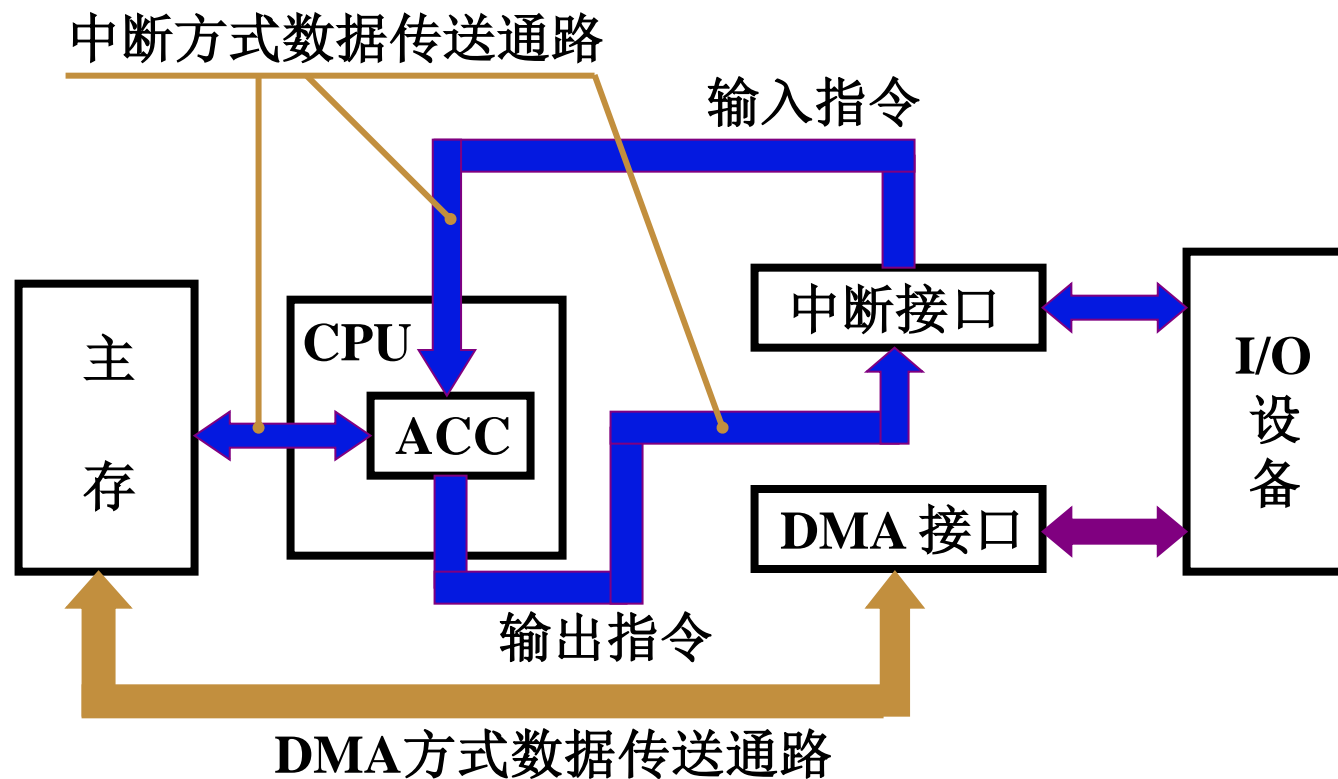 中断方式数据传送通路
输入指令
中断接口
CPU
主
存
ACC
I/O
设
备
DMA 接口
输出指令
DMA方式数据传送通路